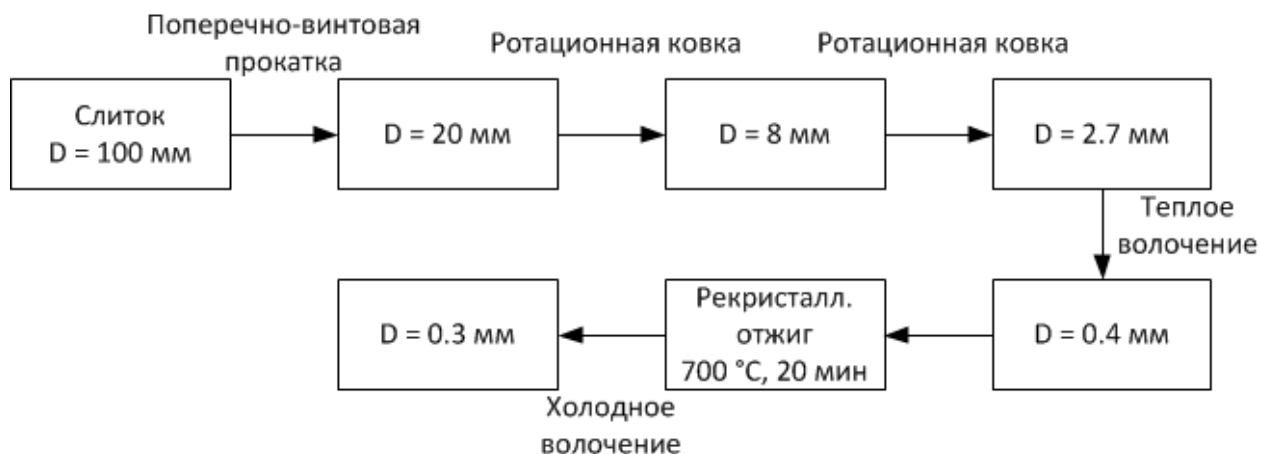 Поперечно-винтовая
прокатка
Ротационная ковка
Ротационная ковка
Слиток
D = 100 мм
D = 20 мм
D = 8 мм
D = 2.7 мм
Теплое
волочение
D = 0.4 мм
Рекристалл.
отжиг
700 °C, 20 мин
Холодное
волочение
D = 0.3 мм